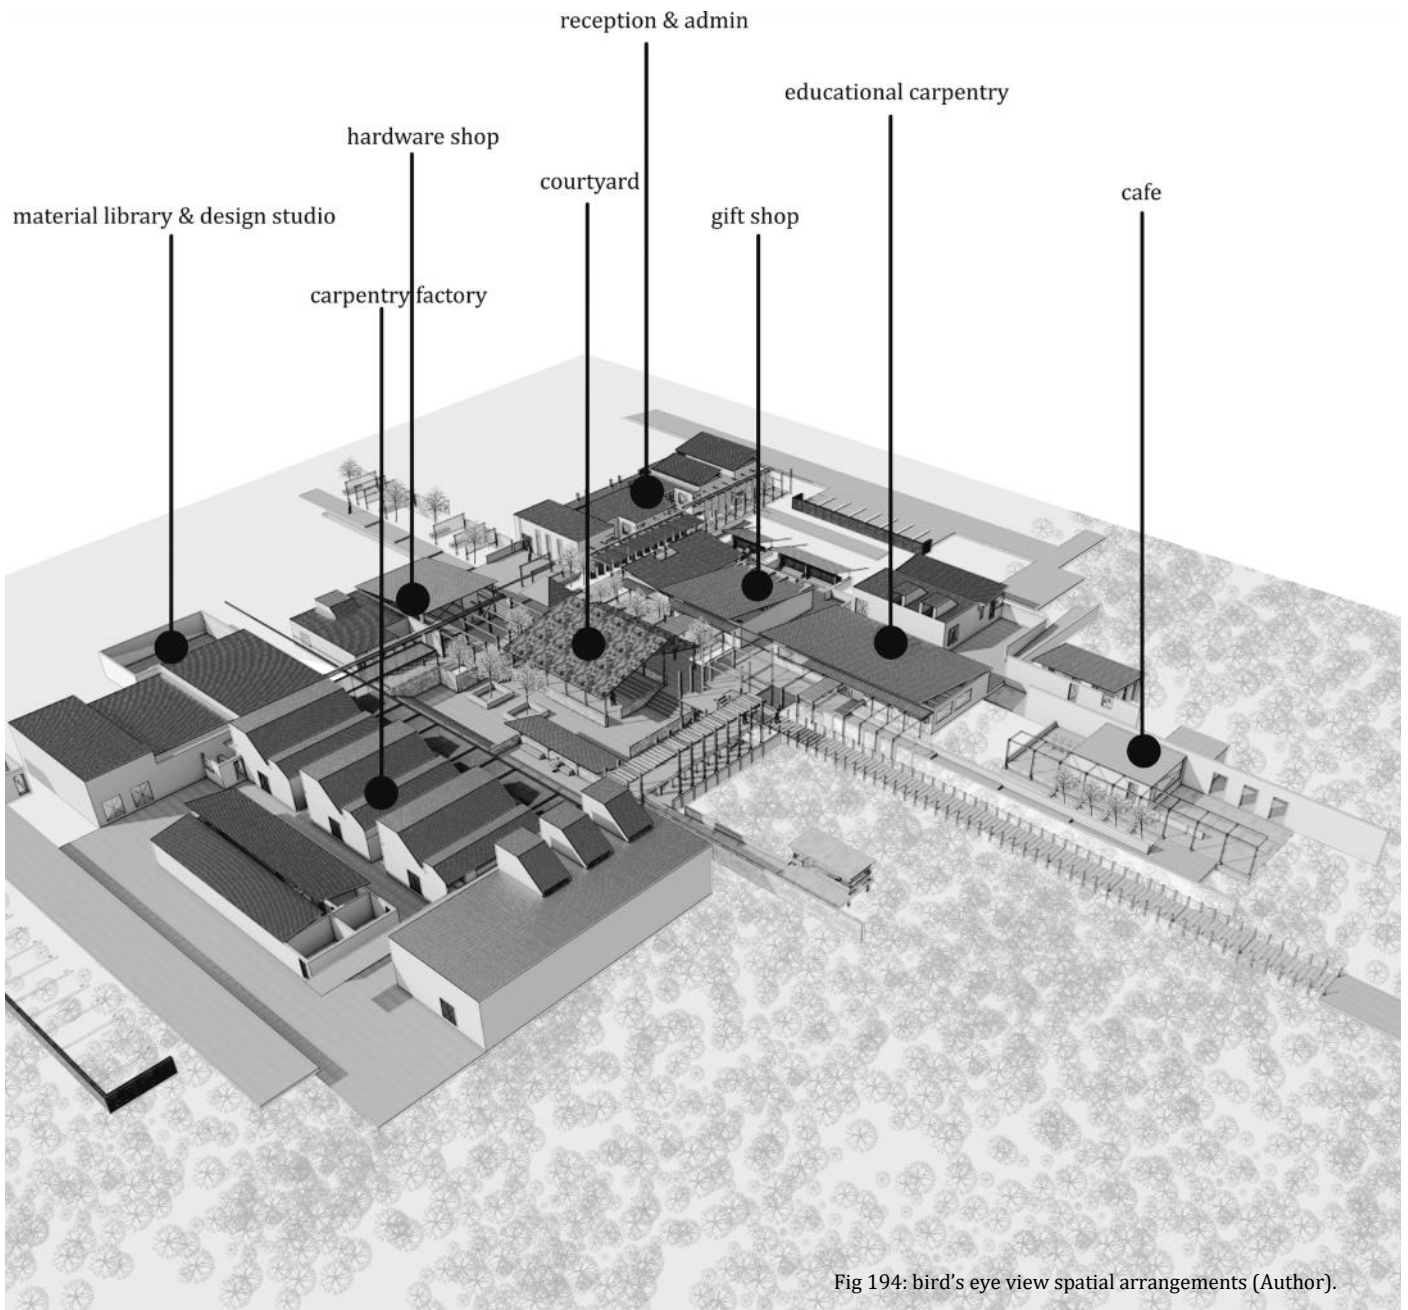 reception & admin
educational carpentry
hardware shop
courtyard
cafe
material library & design studio
gift shop
carpentry factory
Fig 194: bird's eye view spatial arrangements (Author).